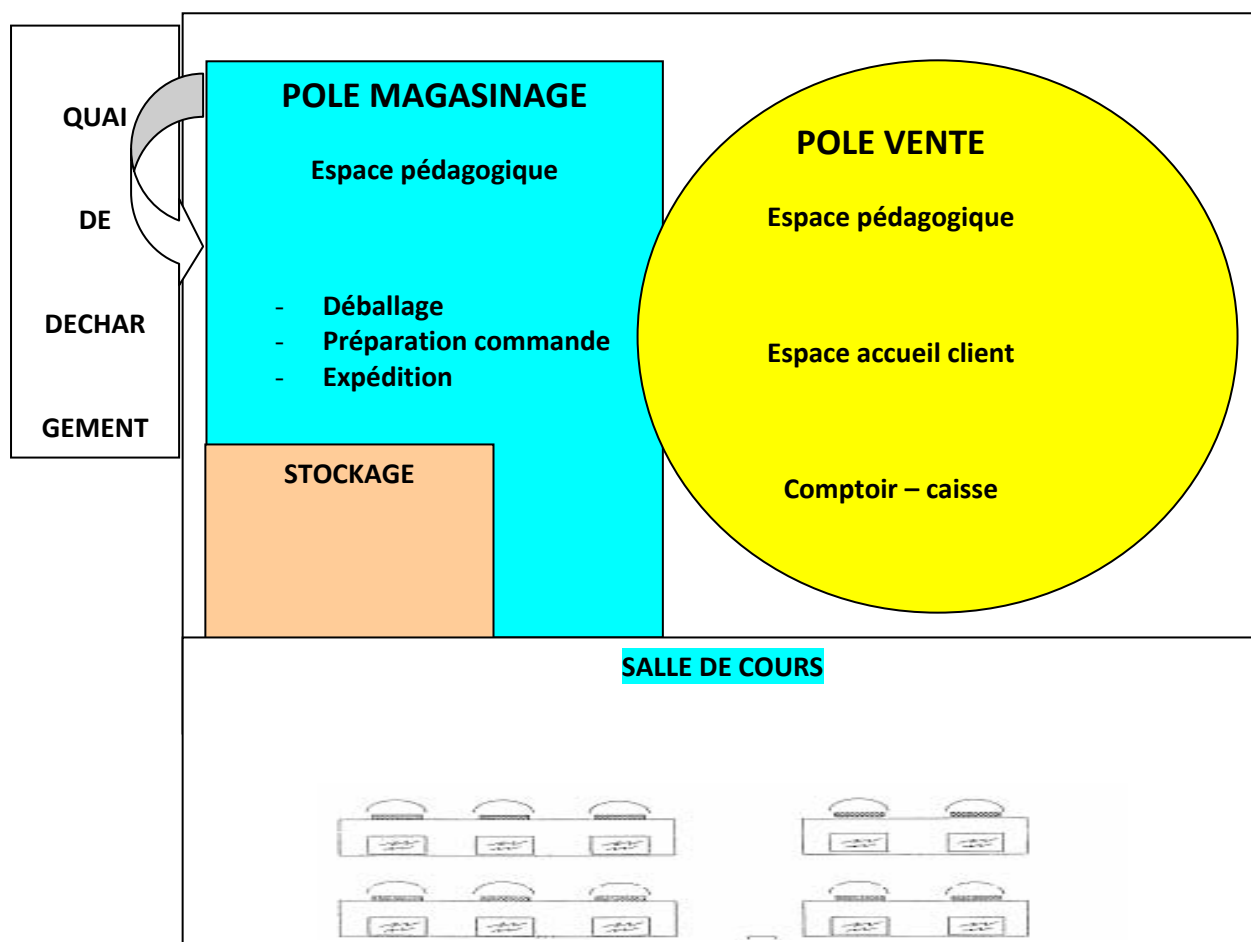 QUAI
DE
DECHAR
GEMENT
POLE MAGASINAGE
Espace pédagogique
- Déballage
- Préparation commande
- Expédition
STOCKAGE
POLE VENTE
Espace pédagogique
Espace accueil client
Comptoir – caisse
SALLE DE COURS